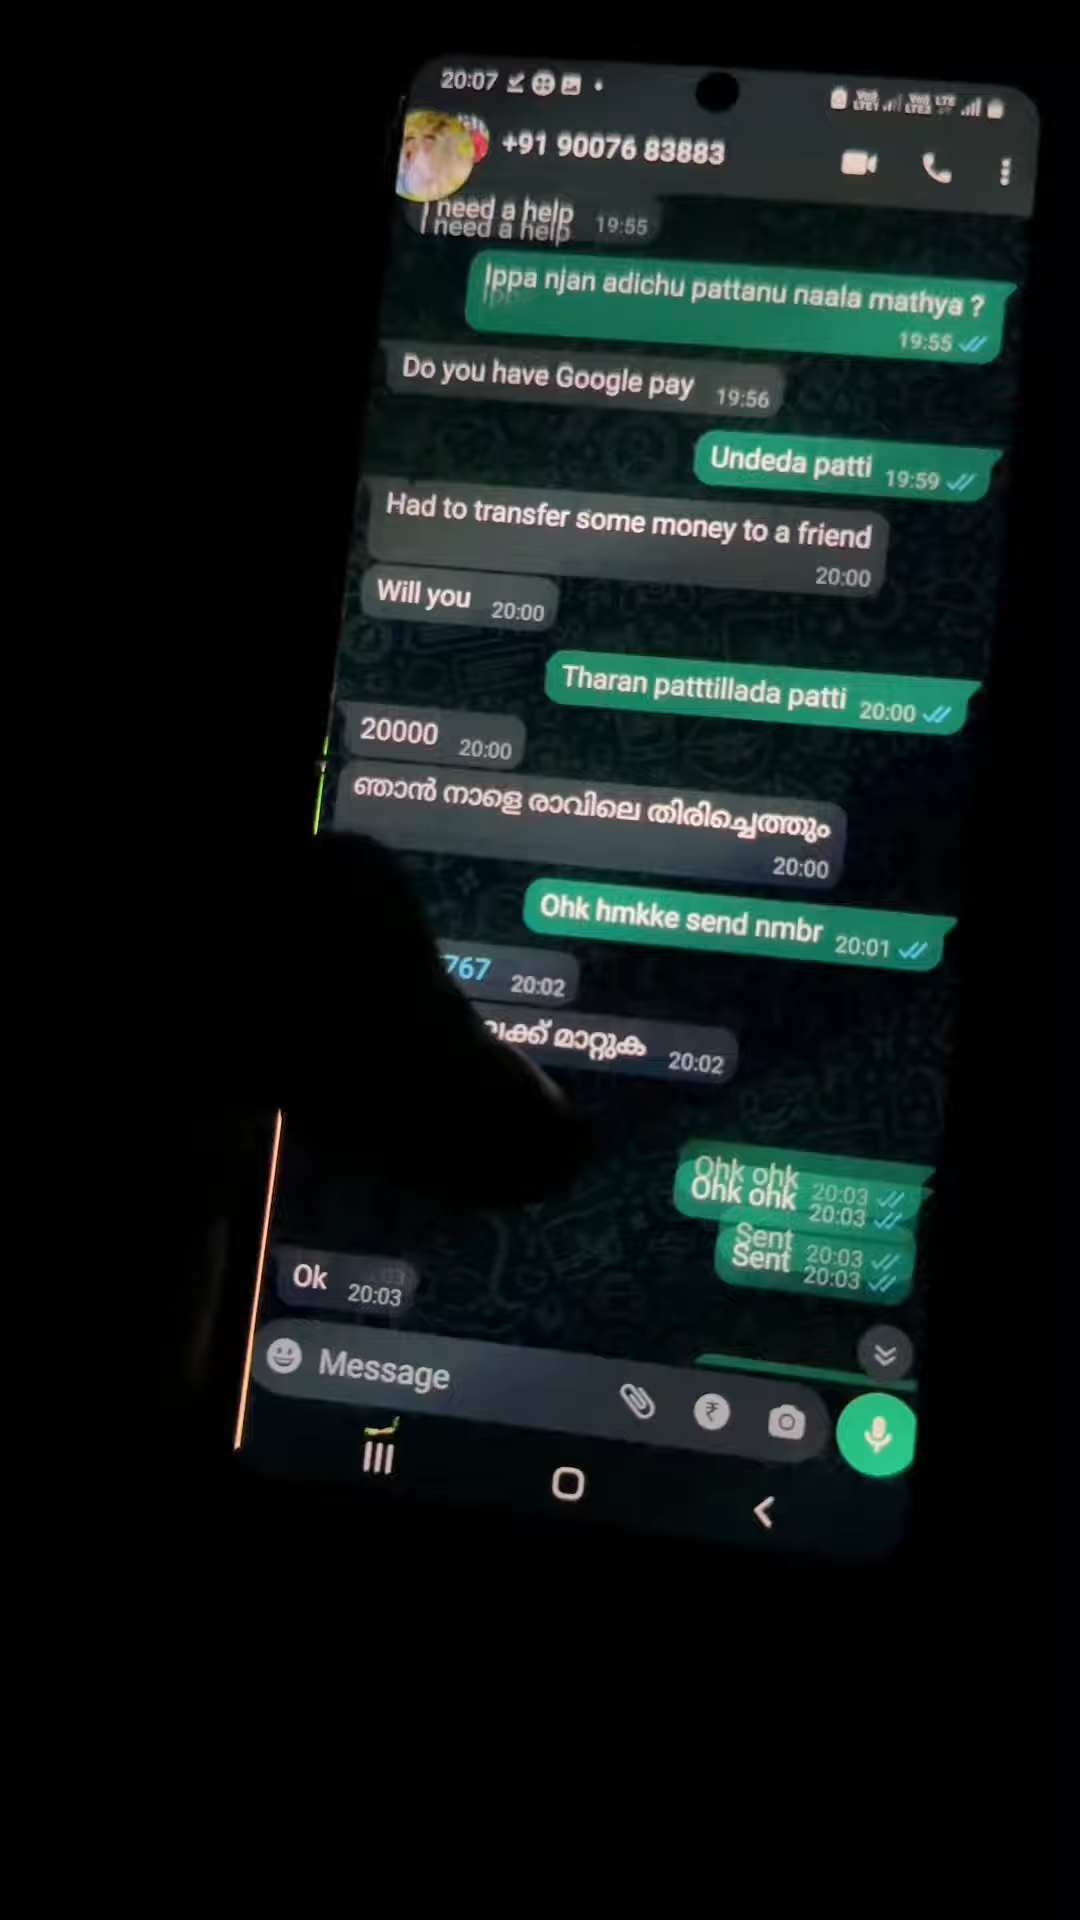 20:07
+91 90076 83883
I need a help 19:55
Ippa njan adichu pattanu naala mathya ?
19:55
Do you have Google pay 19:56
Undeda patti 19:59
Had to transfer some money to a friend
20:00
Will you 20:00
Tharan patttillada patti 20:00
20000 20:00
ഞാൻ നാളെ രാവിലെ തിരിച്ചെത്തും
20:00
Ohk hmkke send nmbr 20:01
767 20:02
മാറ്റുക 20:02
Ohk ohk 20:03
Sent 20:03
Ok 20:03
Message